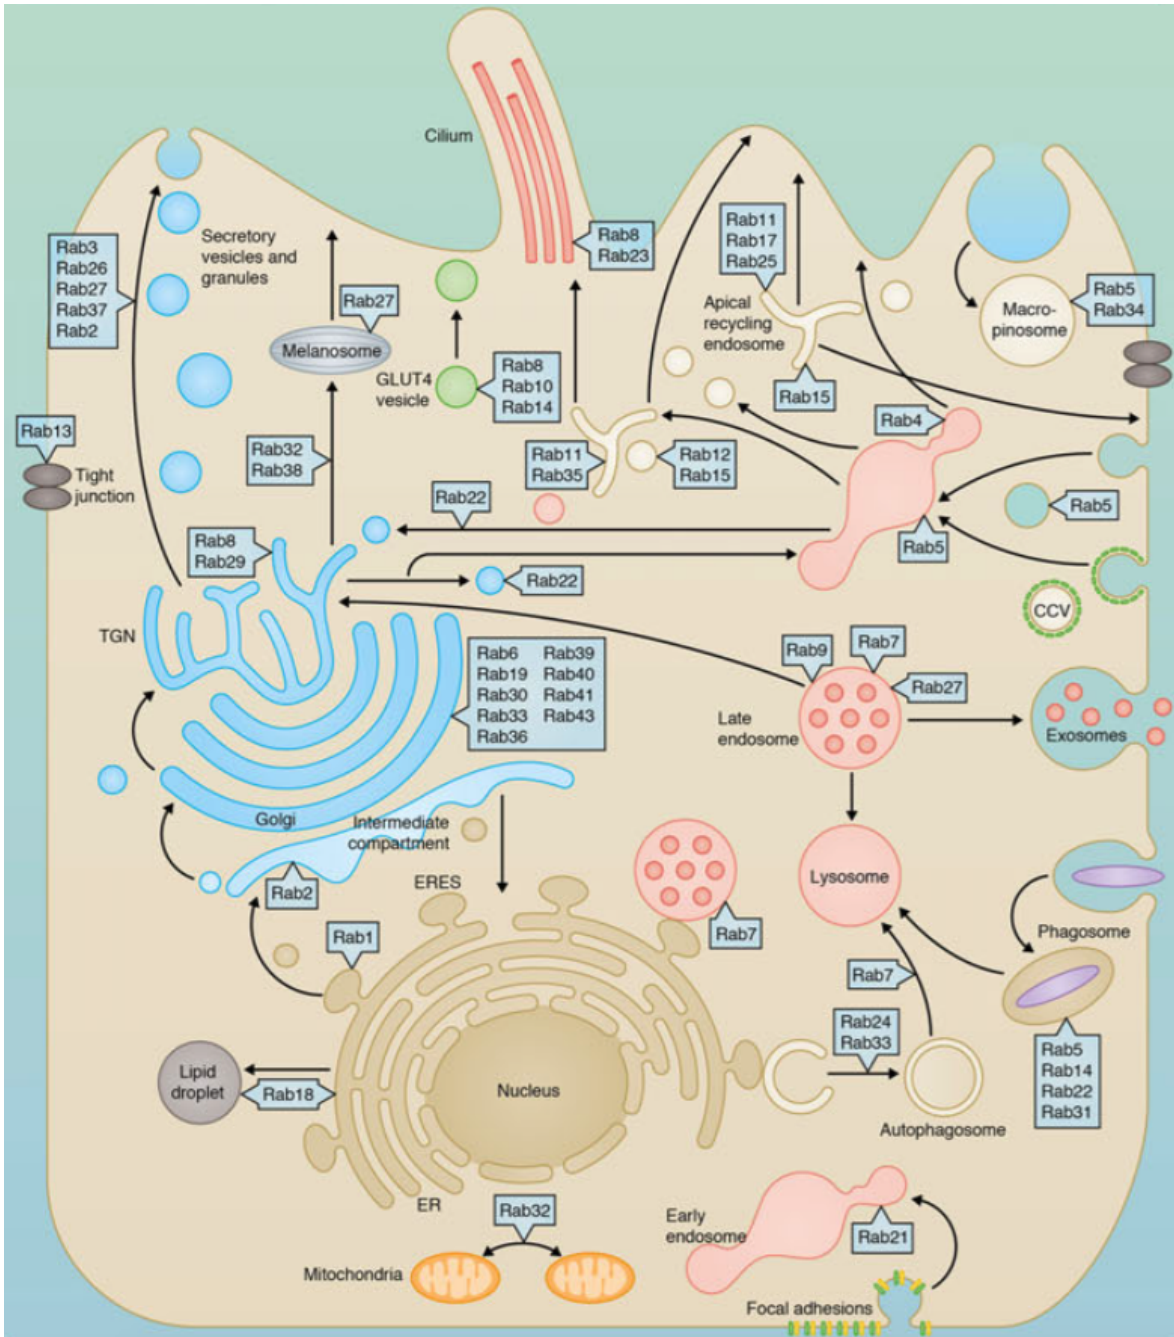 Cilium
Rab3
Rab26
Rab27
Rab37
Rab2
Secretory
vesicles and
granules
Rab27
Melanosome
GLUT4
vesicle
Rab8
Rab10
Rab14
Rab8
Rab23
Rab11
Rab17
Rab25
Apical
recycling
endosome
Rab15
Macro-
pinosome
Rab5
Rab34
Rab13
Tight
junction
Rab32
Rab38
Rab11
Rab35
Rab12
Rab15
Rab4
Rab22
Rab5
Rab5
Rab8
Rab29
Rab22
CCV
TGN
Rab6 Rab39
Rab19 Rab40
Rab30 Rab41
Rab33 Rab43
Rab36
Rab9
Rab7
Rab27
Late
endosome
Exosomes
Golgi
Intermediate
compartment
Rab2
ERES
Rab1
Rab7
Lysosome
Phagosome
Rab7
Rab24
Rab33
Rab5
Rab14
Rab22
Rab31
Lipid
droplet
Rab18
Nucleus
Autophagosome
ER
Rab32
Mitochondria
Early
endosome
Rab21
Focal adhesions